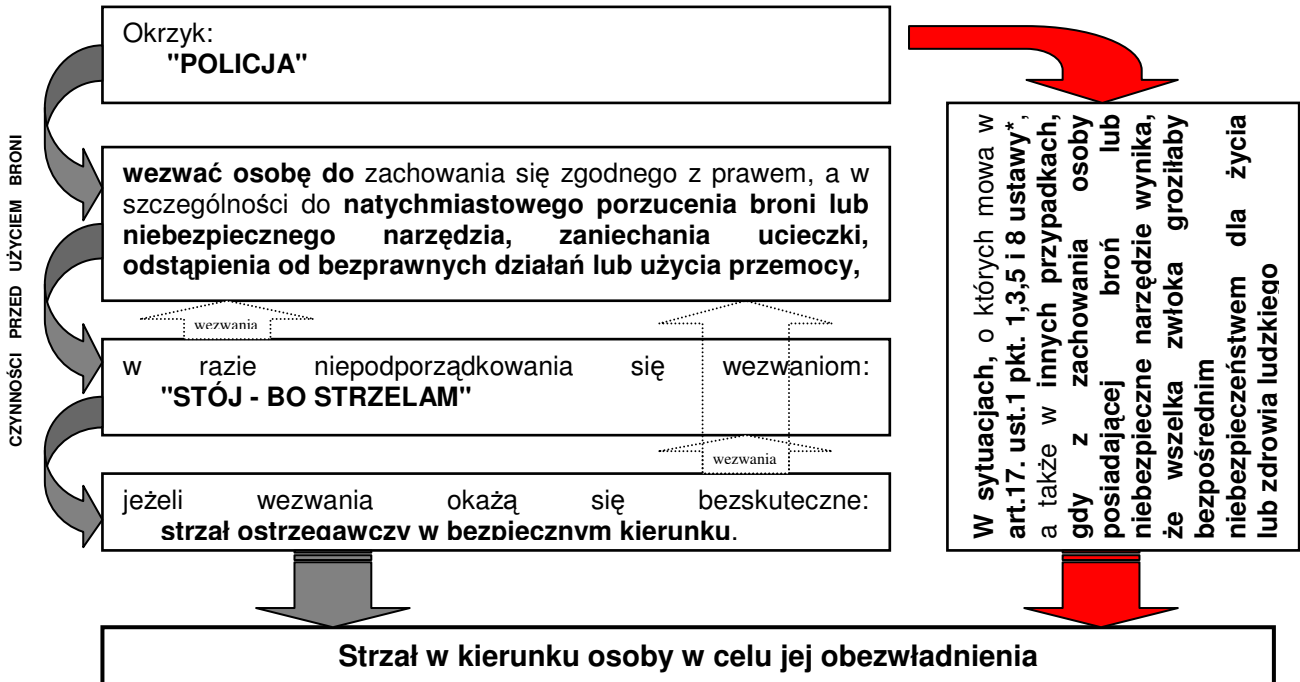 CZYNNOŚCI PRZED UŻYCIEM BRONI
Okrzyk:
"POLICJA"
wezwać osobę do zachowania się zgodnego z prawem, a w
szczególności do natychmiastowego porzucenia broni lub
niebezpiecznego narzędzia, zaniechania ucieczki,
odstąpienia od bezprawnych działań lub użycia przemocy,
wezwania
w razie niepodporządkowania się wezwaniom:
"STÓJ - BO STRZELAM"
wezwania
jeżeli wezwania okażą się bezskuteczne:
strzał ostrzegawczy w bezpiecznym kierunku.
W sytuacjach, o których mowa w
art.17. ust.1 pkt. 1,3,5 i 8 ustawy*,
a także w innych przypadkach,
gdy z zachowania osoby
posiadającej broń lub
niebezpieczne narzędzie wynika,
że wszelka zwłoka groziłaby
bezpośrednim
niebezpieczeństwem dla życia
lub zdrowia ludzkiego
Strzał w kierunku osoby w celu jej obezwładnienia